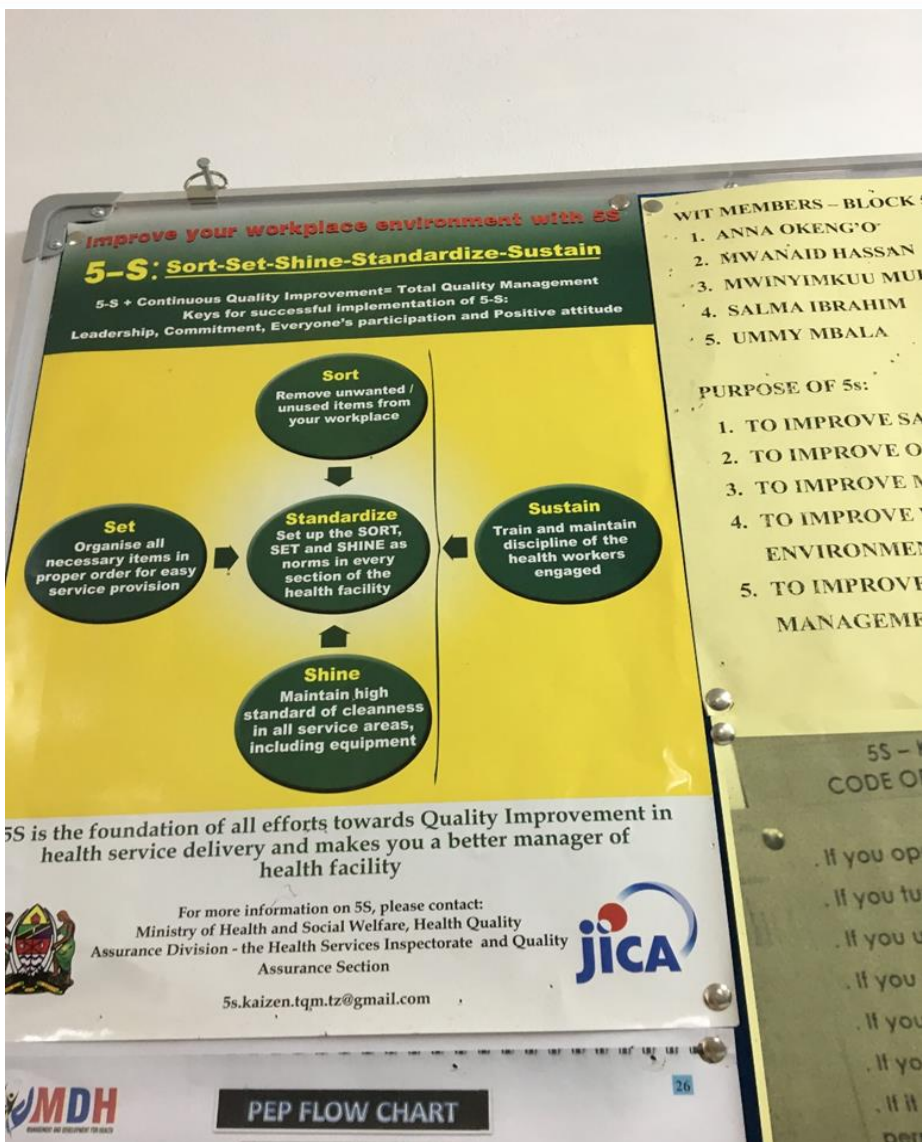 Improve your workplace environment with 5S
5-S: Sort-Set-Shine-Standardize-Sustain
5-S + Continuous Quality Improvement= Total Quality Management
Keys for successful implementation of 5-S:
Leadership, Commitment, Everyone's participation and Positive attitude
Sort
Remove unwanted /
unused items from
your workplace
Set
Organise all
necessary items in
proper order for easy
service provision
Standardize
Set up the SORT,
SET and SHINE as
norms in every
section of the
health facility
Sustain
Train and maintain
discipline of the
health workers
engaged
Shine
Maintain high
standard of cleanness
in all service areas,
including equipment
5S is the foundation of all efforts towards Quality Improvement in
health service delivery and makes you a better manager of
health facility
For more information on 5S, please contact:
Ministry of Health and Social Welfare, Health Quality
Assurance Division - the Health Services Inspectorate and Quality
Assurance Section
5s.kaizen.tqm.tz@gmail.com
jICA
MDH
MANAGEMENT AND DEVELOPMENT FOR HEALTH
PEP FLOW CHART
26
WIT MEMBERS – BLOCK
1. ANNA OKENG'O
2. MWANAID HASSAN
3. MWINYIMKUU
4. SALMA IBRAHIM
5. UMMY MBALA
PURPOSE OF 5s:
1. TO IMPROVE
2. TO IMPROVE
3. TO IMPROVE
4. TO IMPROVE
5. TO IMPROVE
5S –
CODE
. If you
. If you
. If you
. If you
. If you
. If
. If it